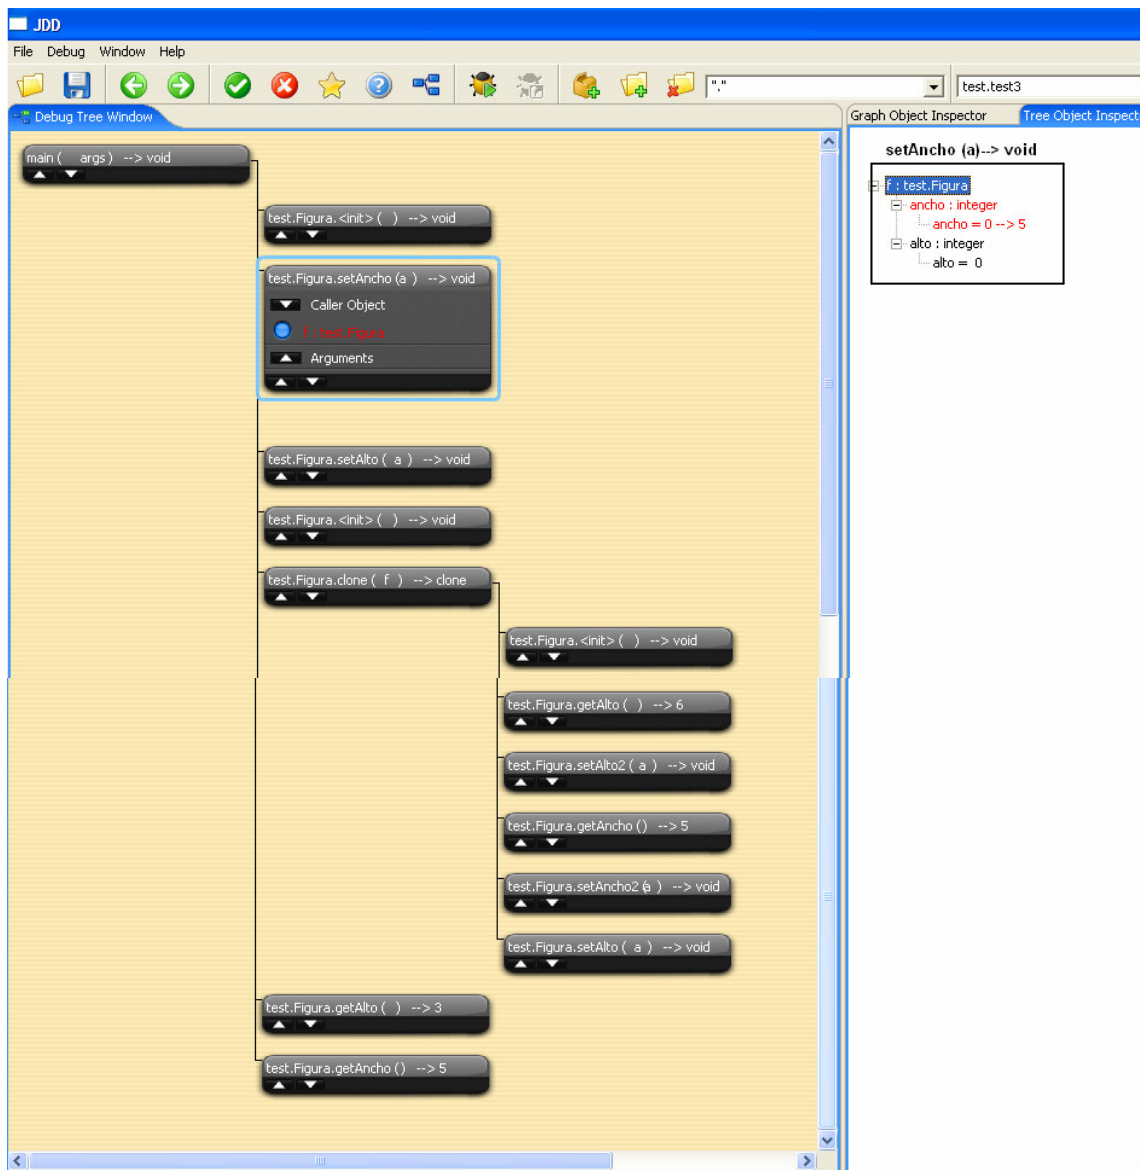 JDD
File Debug Window Help
"." test.test3
Debug Tree Window
Graph Object Inspector Tree Object Inspect
main ( args ) --> void
test.Figura.<init> ( ) --> void
test.Figura.setAncho (a ) --> void
Caller Object
f : test.Figura
Arguments
test.Figura.setAlto ( a ) --> void
test.Figura.<init> ( ) --> void
test.Figura.clone ( f ) --> clone
test.Figura.<init> ( ) --> void
test.Figura.getAlto ( ) --> 6
test.Figura.setAlto2 ( a ) --> void
test.Figura.getAncho () --> 5
test.Figura.setAncho2 (a ) --> void
test.Figura.setAlto ( a ) --> void
test.Figura.getAlto ( ) --> 3
test.Figura.getAncho () --> 5
setAncho (a)--> void
f : test.Figura
ancho : integer
ancho = 0 --> 5
alto : integer
alto = 0